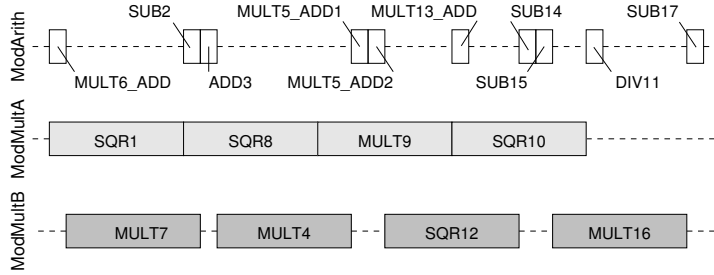 SUB2 MULT5_ADD1 MULT13_ADD SUB14 SUB17
ModArith
MULT6_ADD ADD3 MULT5_ADD2 SUB15 DIV11
ModMultA
SQR1 SQR8 MULT9 SQR10
ModMultB
MULT7 MULT4 SQR12 MULT16